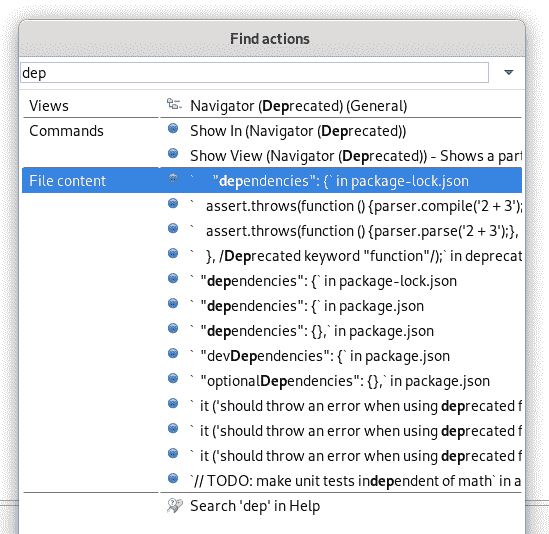 Find actions
dep
Views Navigator (Deprecated) (General)
Commands Show In (Navigator (Deprecated))
Show View (Navigator (Deprecated)) - Shows a part
File content `    "dependencies": {` in package-lock.json
`   assert.throws(function () {parser.compile('2 + 3');
`   assert.throws(function () {parser.parse('2 + 3');},
`   }, /Deprecated keyword "function"/);` in deprecat
`  "dependencies": {` in package-lock.json
`  "dependencies": {` in package.json
`  "dependencies": {},` in package.json
`  "devDependencies": {` in package.json
`  "optionalDependencies": {},` in package.json
`  it ('should throw an error when using deprecated f
`  it ('should throw an error when using deprecated f
`  it ('should throw an error when using deprecated f
`// TODO: make unit tests independent of math` in a
Search 'dep' in Help